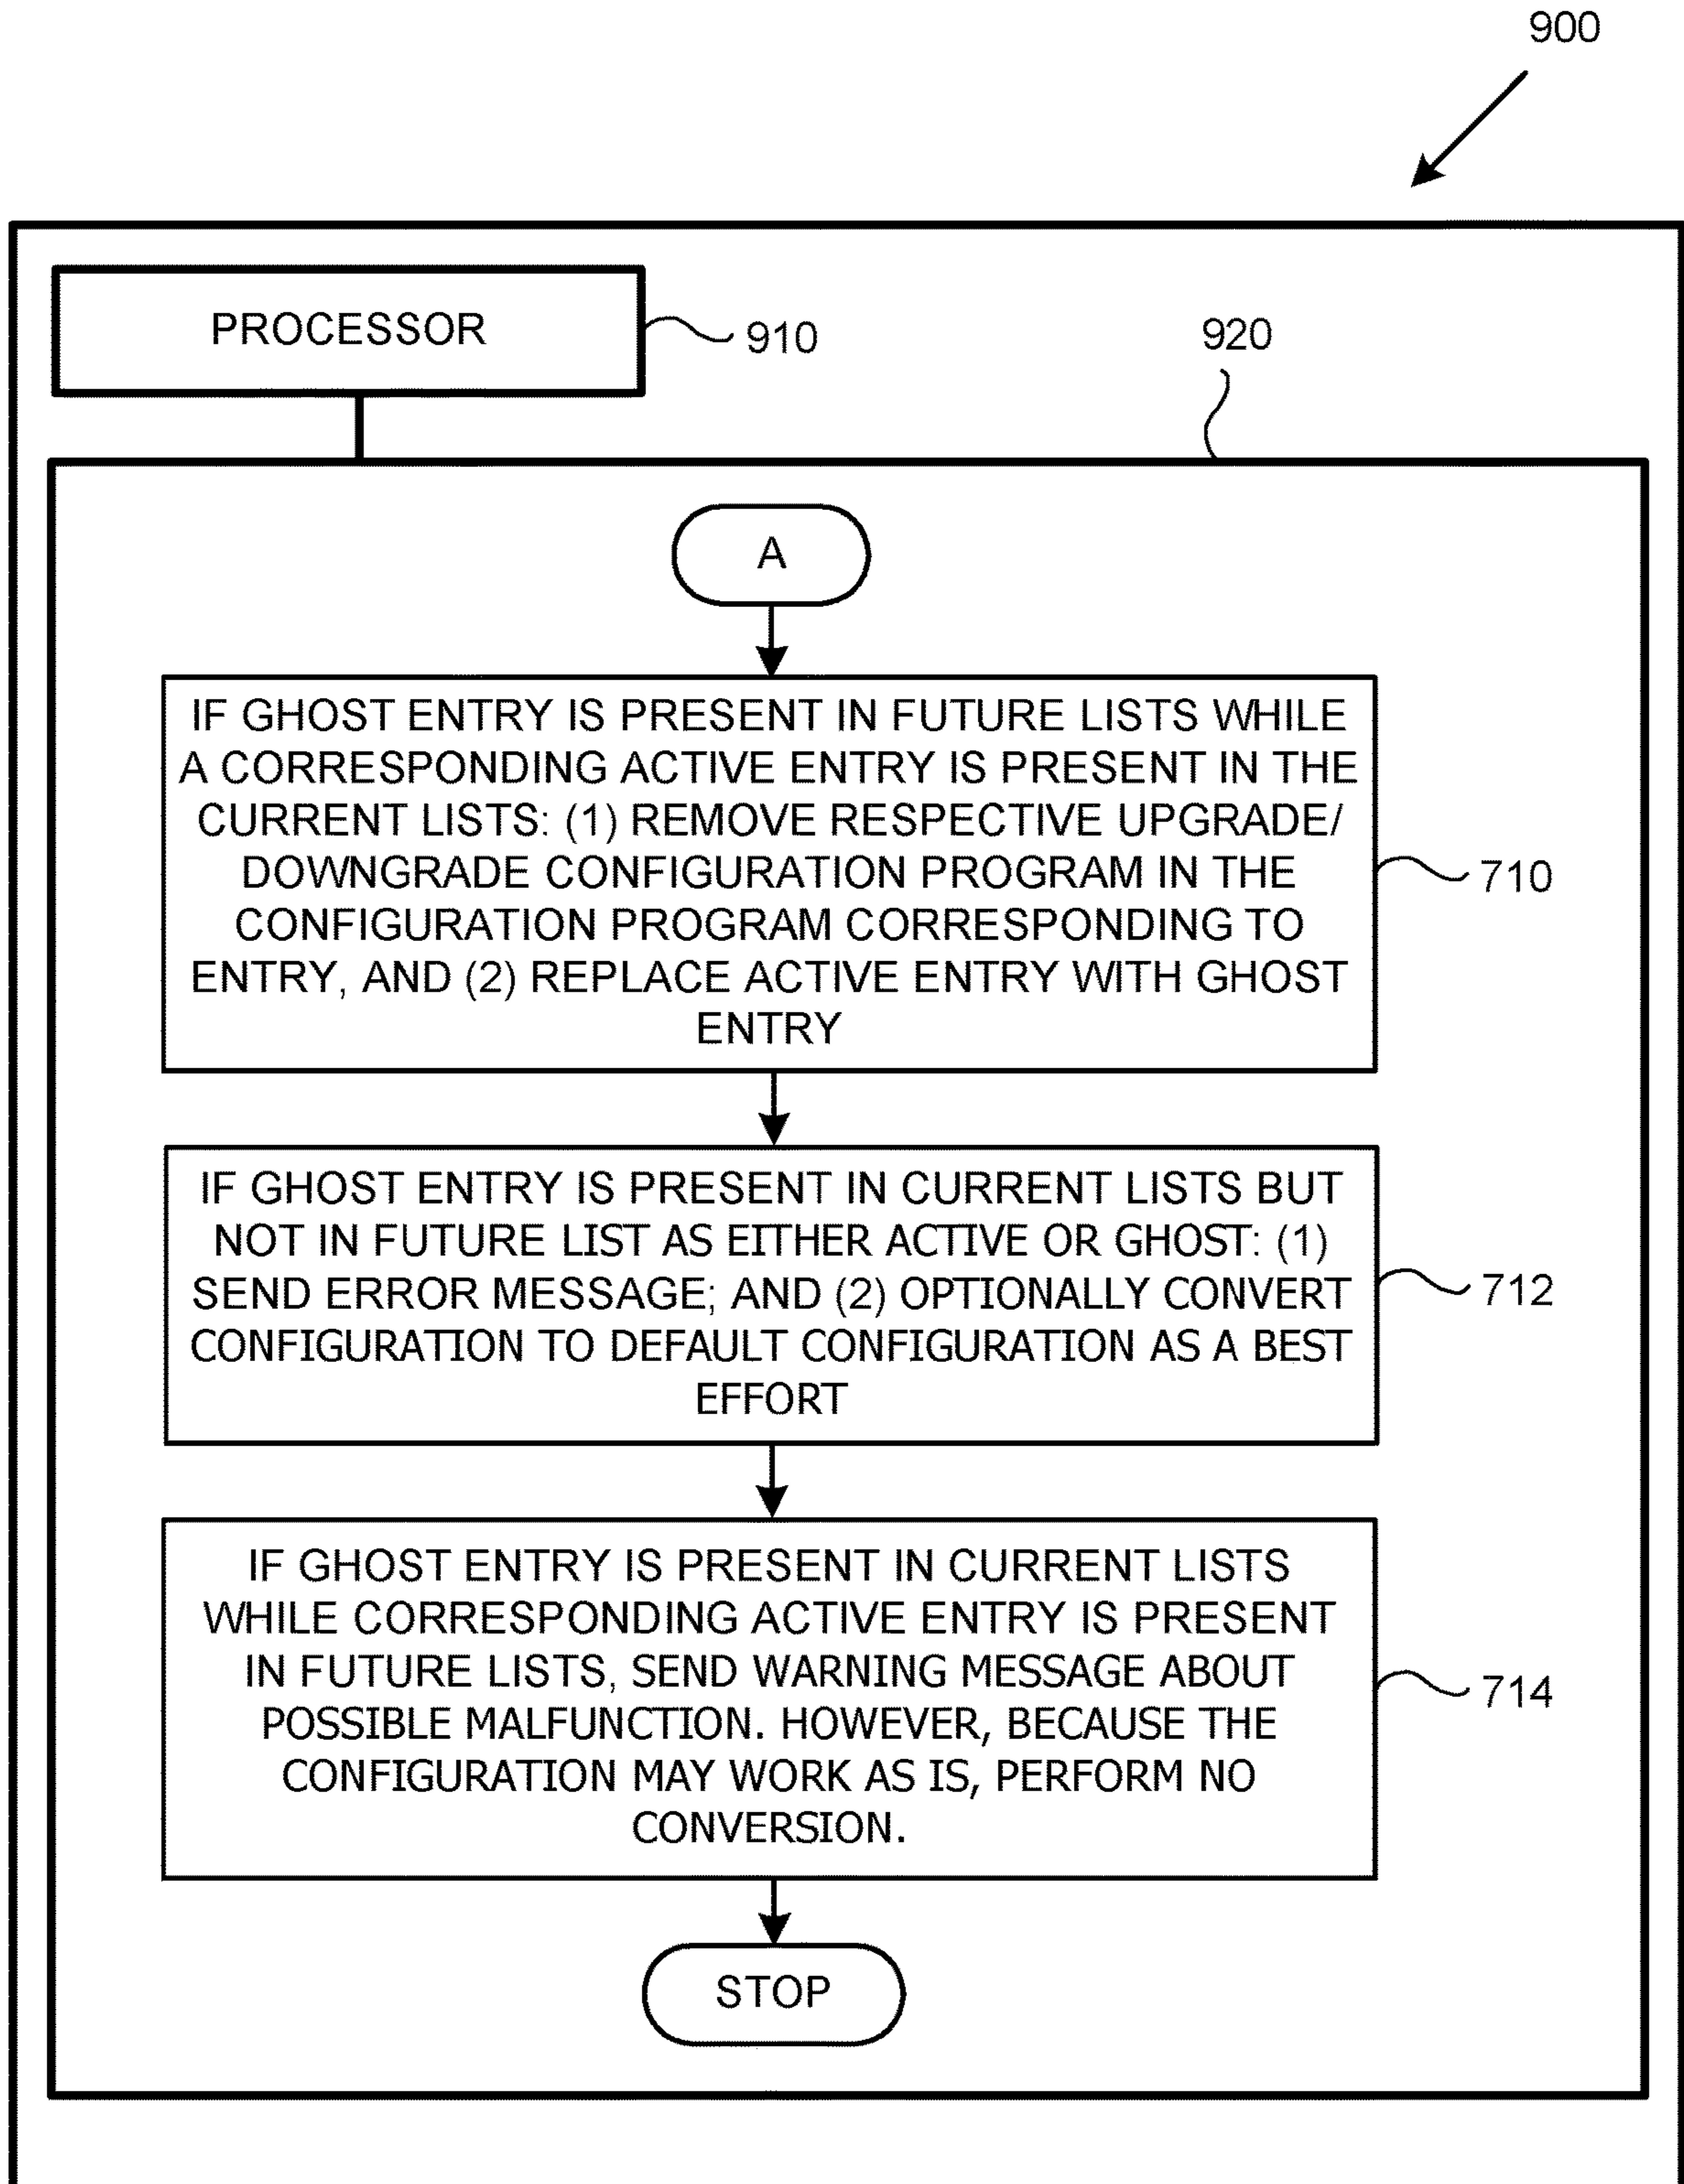 900
PROCESSOR
910
920
A
IF GHOST ENTRY IS PRESENT IN FUTURE LISTS WHILE
A CORRESPONDING ACTIVE ENTRY IS PRESENT IN THE
CURRENT LISTS: (1) REMOVE RESPECTIVE UPGRADE/
DOWNGRADE CONFIGURATION PROGRAM IN THE
CONFIGURATION PROGRAM CORRESPONDING TO
ENTRY, AND (2) REPLACE ACTIVE ENTRY WITH GHOST
ENTRY
710
IF GHOST ENTRY IS PRESENT IN CURRENT LISTS BUT
NOT IN FUTURE LIST AS EITHER ACTIVE OR GHOST: (1)
SEND ERROR MESSAGE; AND (2) OPTIONALLY CONVERT
CONFIGURATION TO DEFAULT CONFIGURATION AS A BEST
EFFORT
712
IF GHOST ENTRY IS PRESENT IN CURRENT LISTS
WHILE CORRESPONDING ACTIVE ENTRY IS PRESENT
IN FUTURE LISTS, SEND WARNING MESSAGE ABOUT
POSSIBLE MALFUNCTION. HOWEVER, BECAUSE THE
CONFIGURATION MAY WORK AS IS, PERFORM NO
CONVERSION.
714
STOP